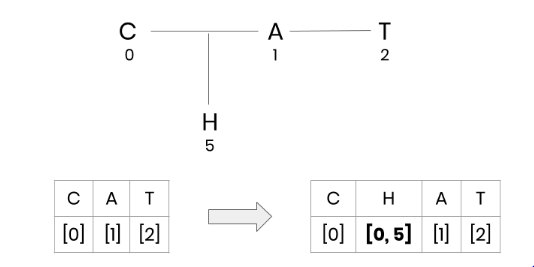 C A T
0 1 2
H
5
C A T C H A T
[0] [1] [2] [0] [0, 5] [1] [2]